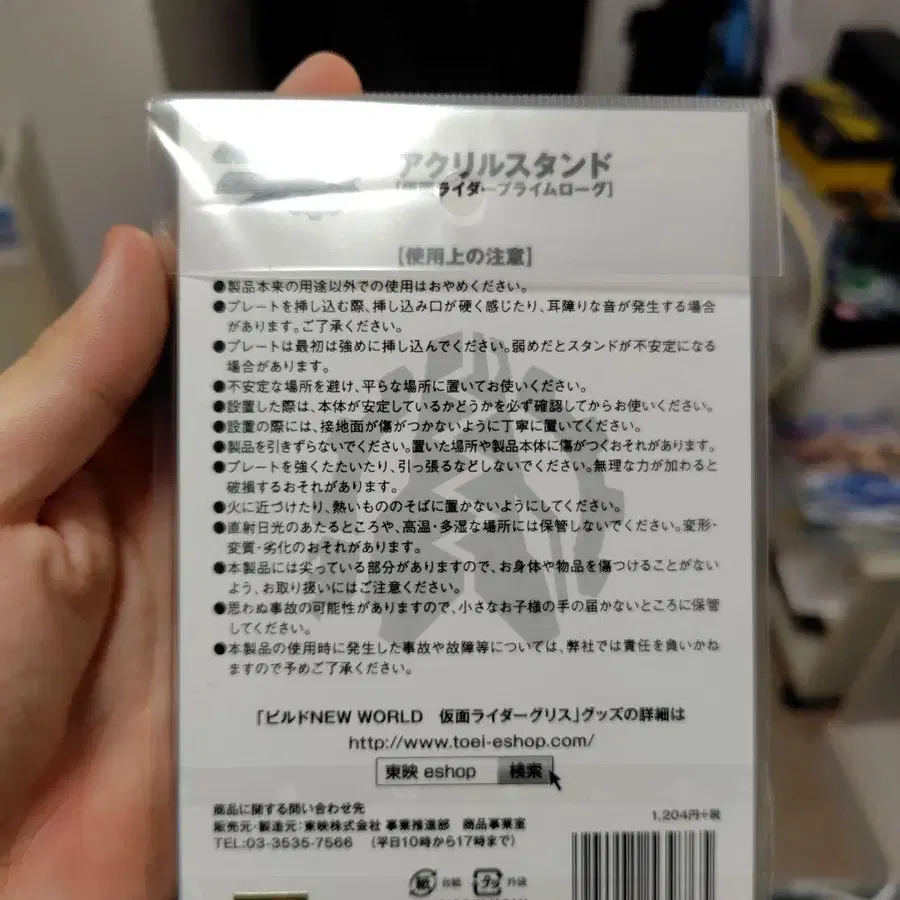 アクリルスタンド
[仮面ライダープライムローグ]
【使用上の注意】
●製品本来の用途以外での使用はおやめください。
●プレートを挿し込む際、挿し込み口が硬く感じたり、耳障りな音が発生する場合
があります。ご了承ください。
●プレートは最初は強めに挿し込んでください。弱めだとスタンドが不安定になる
場合があります。
●不安定な場所を避け、平らな場所に置いてお使いください。
●設置した際は、本体が安定しているかどうかを必ず確認してからお使いください。
●設置の際には、接地面が傷がつかないように丁寧に置いてください。
●製品を引きずらないでください。置いた場所や製品本体に傷がつくおそれがあります。
●プレートを強くたたいたり、引っ張るなどしないでください。無理な力が加わると
破損するおそれがあります。
●火に近づけたり、熱いもののそばに置かないようにしてください。
●直射日光のあたるところや、高温・多湿な場所には保管しないでください。変形・
変質・劣化のおそれがあります。
●本製品には尖っている部分がありますので、お身体や物品を傷つけることがない
よう、お取り扱いにはご注意ください。
●思わぬ事故の可能性がありますので、小さなお子様の手の届かないところに保管
してください。
●本製品の使用時に発生した事故や故障等については、弊社では責任を負いかね
ますので予めご了承ください。
「ビルドNEW WORLD　仮面ライダーグリス」グッズの詳細は
http://www.toei-eshop.com/
東映 eshop 検索
商品に関する問い合わせ先
販売元・製造元:東映株式会社 事業推進部 商品事業室
TEL:03-3535-7566 (平日10時から17時まで)
1,204円+税
紙 台紙 プラ 外袋